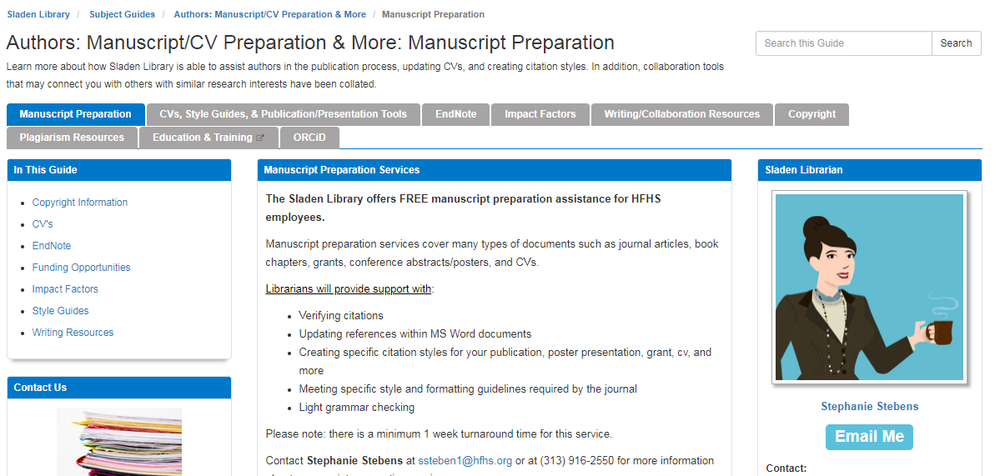 Sladen Library / Subject Guides / Authors: Manuscript/CV Preparation & More / Manuscript Preparation
Authors: Manuscript/CV Preparation & More: Manuscript Preparation
Search this Guide
Search
Learn more about how Sladen Library is able to assist authors in the publication process, updating CVs, and creating citation styles. In addition, collaboration tools
that may connect you with others with similar research interests have been collated.
Manuscript Preparation
CVs, Style Guides, & Publication/Presentation Tools
EndNote
Impact Factors
Writing/Collaboration Resources
Copyright
Plagiarism Resources
Education & Training
ORCiD
In This Guide
Copyright Information
CV's
EndNote
Funding Opportunities
Impact Factors
Style Guides
Writing Resources
Contact Us
Manuscript Preparation Services
The Sladen Library offers FREE manuscript preparation assistance for HFHS
employees.
Manuscript preparation services cover many types of documents such as journal articles, book
chapters, grants, conference abstracts/posters, and CVs.
Librarians will provide support with:
Verifying citations
Updating references within MS Word documents
Creating specific citation styles for your publication, poster presentation, grant, cv, and
more
Meeting specific style and formatting guidelines required by the journal
Light grammar checking
Please note: there is a minimum 1 week turnaround time for this service.
Contact Stephanie Stebens at ssteben1@hfhs.org or at (313) 916-2550 for more information
Sladen Librarian
Stephanie Stebens
Email Me
Contact: